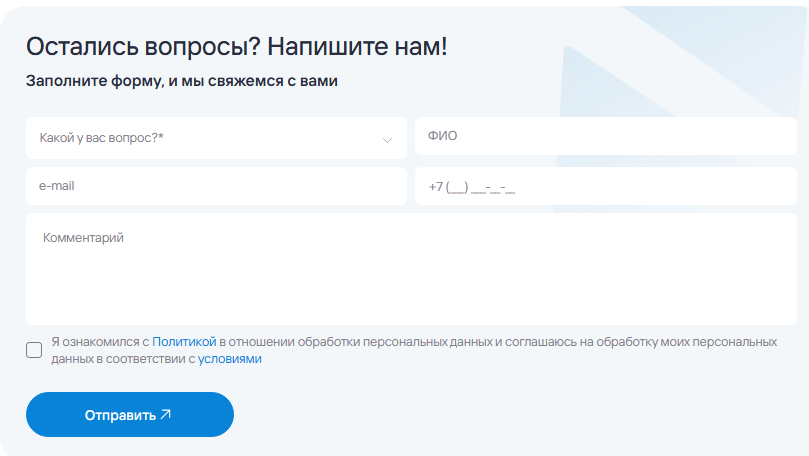 Остались вопросы? Напишите нам!
Заполните форму, и мы свяжемся с вами
Какой у вас вопрос?*
ФИО
e-mail
+7 (___) ___-__-__
Комментарий
Я ознакомился с Политикой в отношении обработки персональных данных и соглашаюсь на обработку моих персональных
данных в соответствии с условиями
Отправить